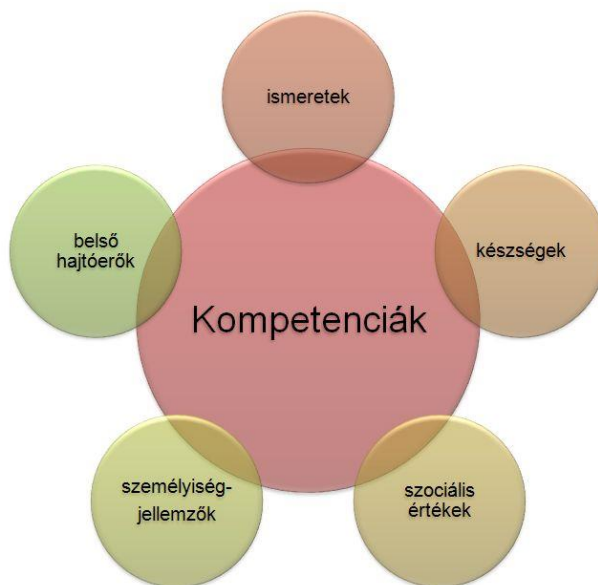 ismeretek
készségek
szociális
értékek
személyiség-
jellemzők
belső
hajtóerők
Kompetenciák